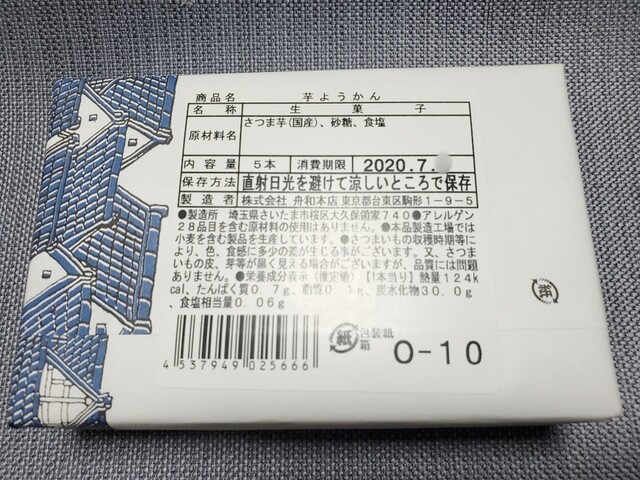 商品名 芋ようかん
名称 生菓子
原材料名 さつま芋(国産)、砂糖、食塩
内容量 5本 消費期限 2020.7.
保存方法 直射日光を避けて涼しいところで保存
製造者 株式会社 舟和本店 東京都台東区駒形1-9-5
●製造所 埼玉県さいたま市桜区大久保領家740●アレルゲン
28品目を含む原材料の使用はありません。●本品製造工場では
小麦を含む製品を生産しています。●さつまいもの収穫時期等に
より、色、食感に多少の差が生じる事がございます。又、さつま
いもの皮、芽等が黒く見える場合がございますが、品質には問題
ありません。●栄養成分表示(推定値)【1本当り】熱量124k
cal、たんぱく質0.7g、脂質0.1g、炭水化物30.0g
、食塩相当量0.06g
4 537949 025666
紙 包装紙
箱
O-10
紙